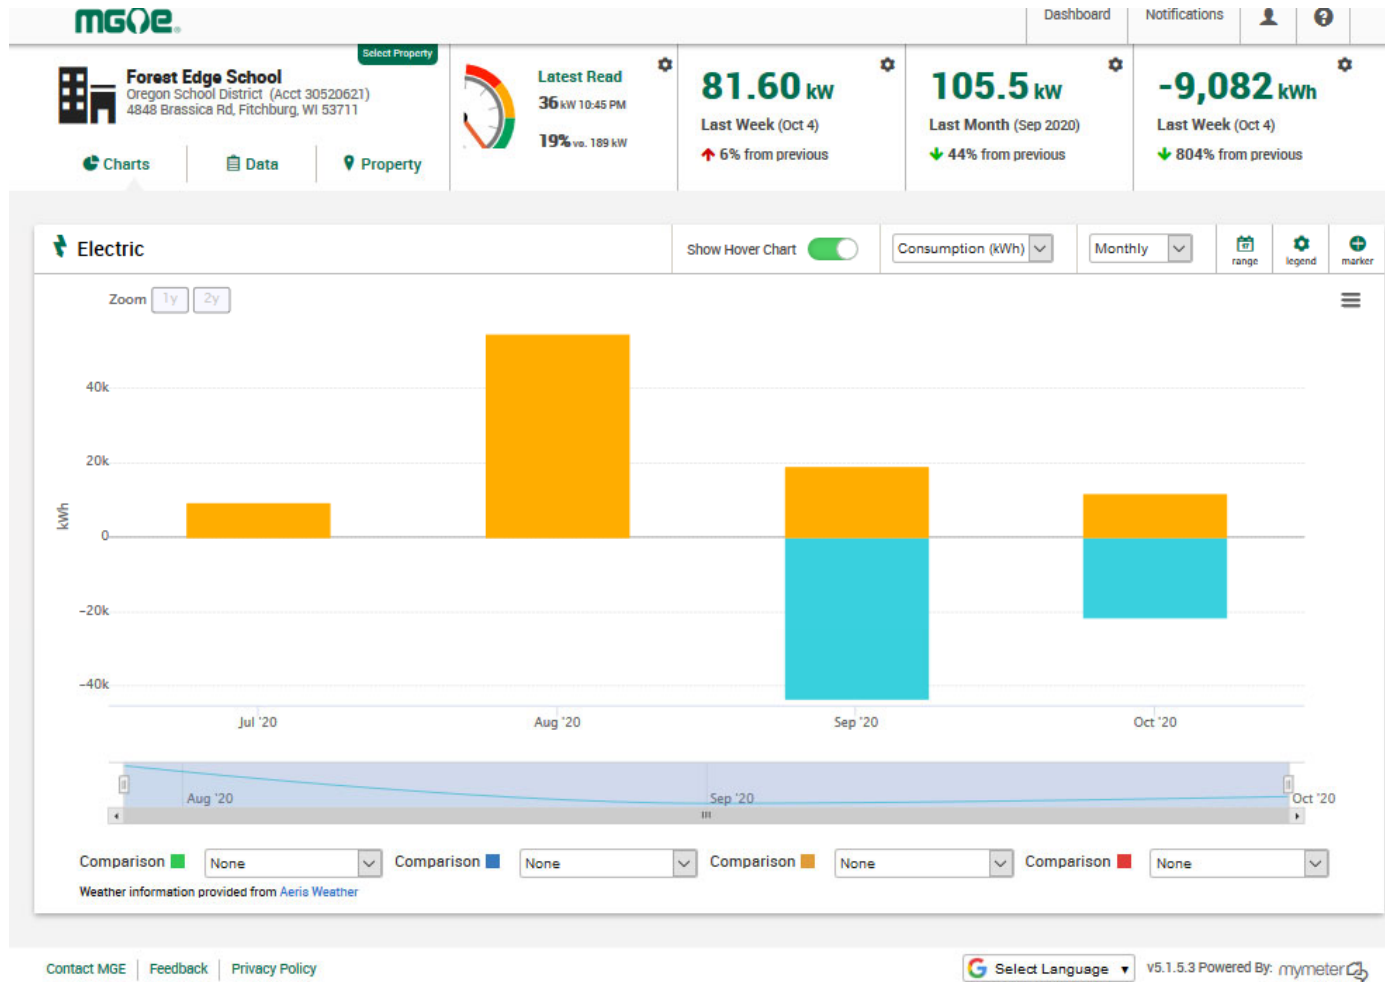 MGE®
Dashboard Notifications
Select Property
Forest Edge School
Oregon School District (Acct 30520621)
4848 Brassica Rd, Fitchburg, WI 53711
Charts Data Property
Latest Read
36 kW 10:45 PM
19% vs. 189 kW
81.60 kW
Last Week (Oct 4)
6% from previous
105.5 kW
Last Month (Sep 2020)
44% from previous
-9,082 kWh
Last Week (Oct 4)
804% from previous
Electric
Show Hover Chart
Consumption (kWh)
Monthly
range
legend
marker
Zoom 1y 2y
40k
20k
0
-20k
-40k
kWh
Jul '20 Aug '20 Sep '20 Oct '20
Aug '20 Sep '20 Oct '20
Comparison None Comparison None Comparison None Comparison None
Weather information provided from Aeris Weather
Contact MGE Feedback Privacy Policy
G Select Language v5.1.5.3 Powered By: mymeter